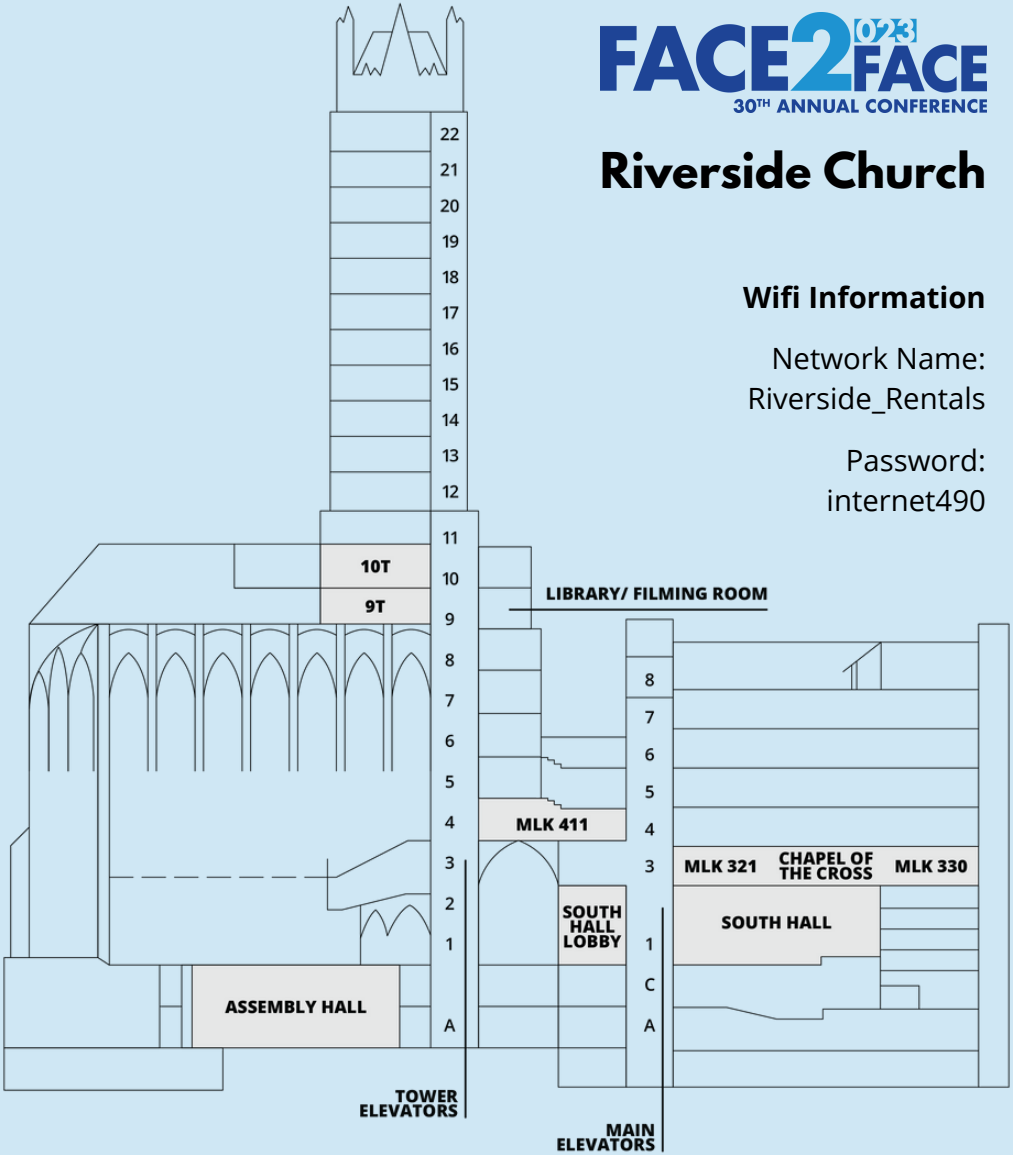 FACE2023FACE
30TH ANNUAL CONFERENCE
Riverside Church
Wifi Information
Network Name:
Riverside_Rentals
Password:
internet490
22
21
20
19
18
17
16
15
14
13
12
11
10T
10
9T
9
LIBRARY/ FILMING ROOM
8
7
6
5
4
3
2
1
A
8
7
6
5
4
3
1
C
A
MLK 411
MLK 321
CHAPEL OF
THE CROSS
MLK 330
SOUTH
HALL
LOBBY
SOUTH HALL
ASSEMBLY HALL
TOWER
ELEVATORS
MAIN
ELEVATORS